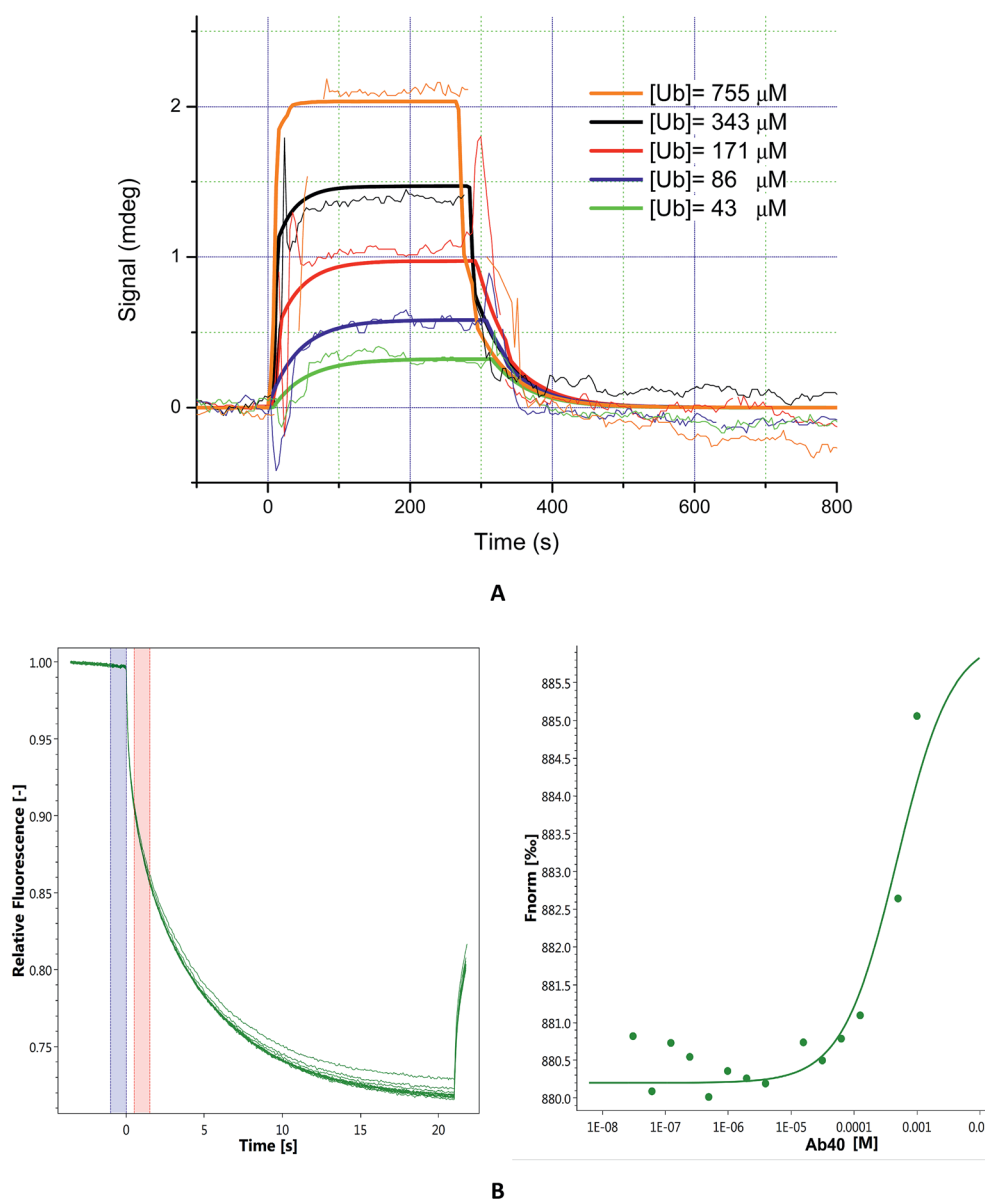 [Ub]= 755 μM
[Ub]= 343 μM
[Ub]= 171 μM
[Ub]= 86 μM
[Ub]= 43 μM
2
1
0
Signal (mdeg)
0 200 400 600 800
Time (s)
A
1.00
0.95
0.90
0.85
0.80
0.75
Relative Fluorescence [-]
0 5 10 15 20
Time [s]
885.5
885.0
884.5
884.0
883.5
883.0
882.5
882.0
881.5
881.0
880.5
880.0
Fnorm [‰]
1E-08 1E-07 1E-06 1E-05 0.0001 0.001 0.0
Ab40 [M]
B